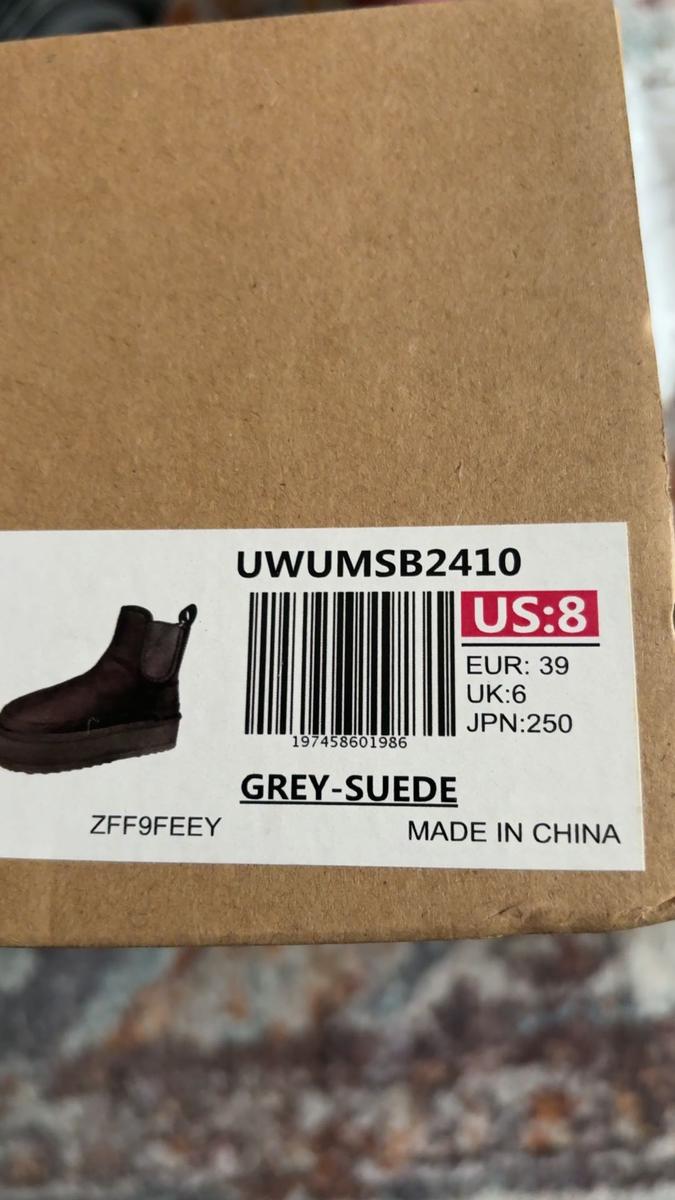 UWUMSB2410
US:8
EUR: 39
UK:6
JPN:250
197458601986
GREY-SUEDE
ZFF9FEEY
MADE IN CHINA